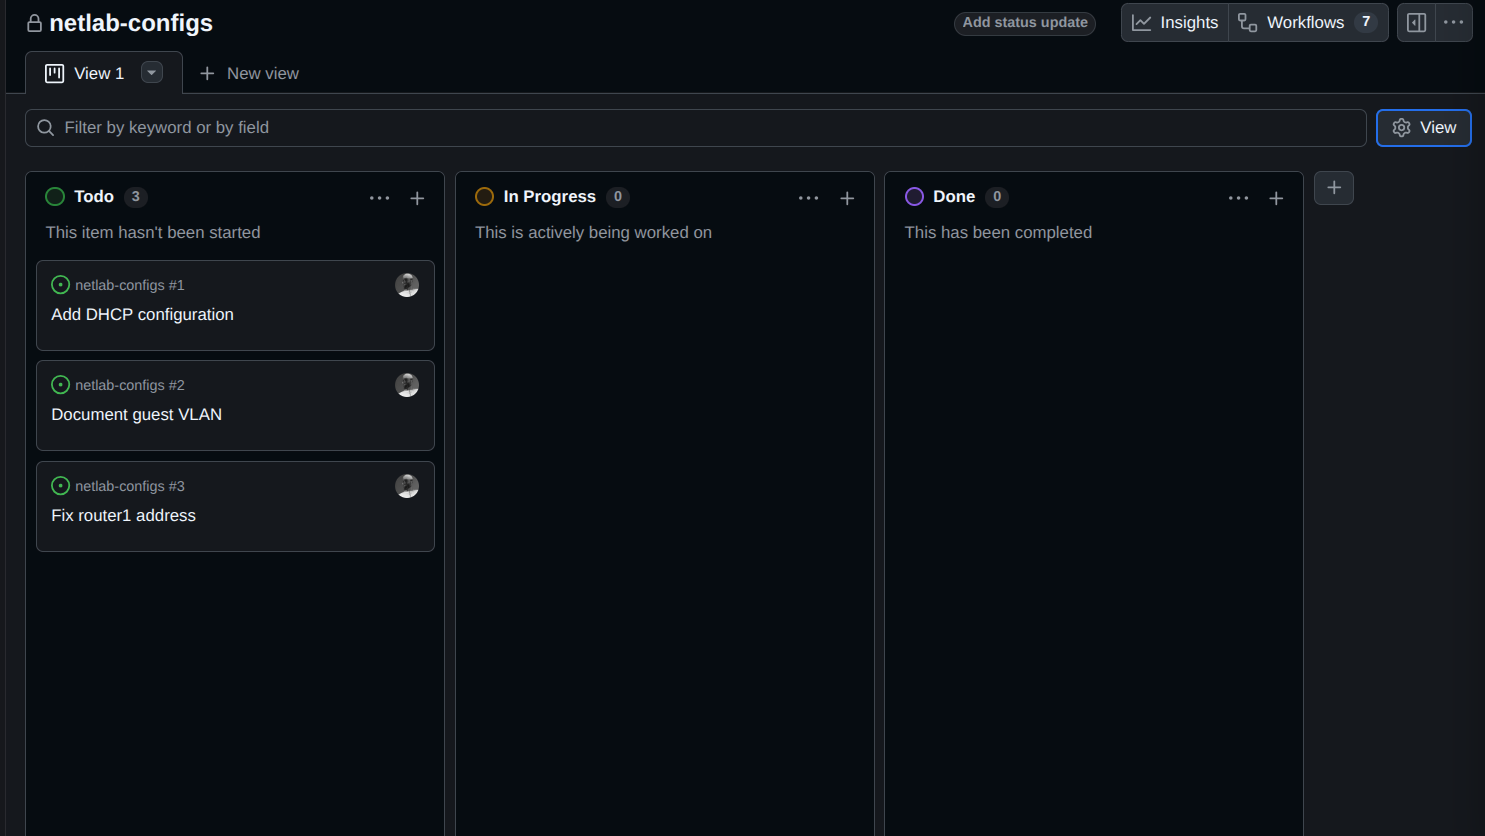 netlab-configs
Add status update
Insights
Workflows 7
View 1
New view
Filter by keyword or by field
View
Todo 3
This item hasn't been started
netlab-configs #1
Add DHCP configuration
netlab-configs #2
Document guest VLAN
netlab-configs #3
Fix router1 address
In Progress 0
This is actively being worked on
Done 0
This has been completed